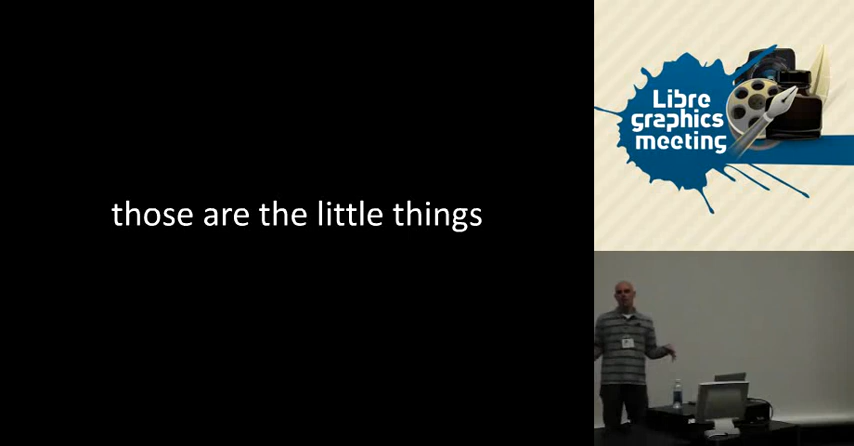 those are the little things
Libre
graphics
meeting